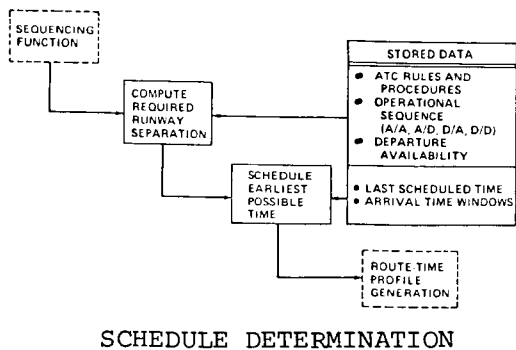 SEQUENCING
FUNCTION
COMPUTE
REQUIRED
RUNWAY
SEPARATION
STORED DATA
● ATC RULES AND
PROCEDURES
● OPERATIONAL
SEQUENCE
(A/A, A/D, D/A, D/D)
● DEPARTURE
AVAILABILITY
SCHEDULE
EARLIEST
POSSIBLE
TIME
● LAST SCHEDULED TIME
● ARRIVAL TIME WINDOWS
ROUTE-TIME
PROFILE
GENERATION
SCHEDULE DETERMINATION